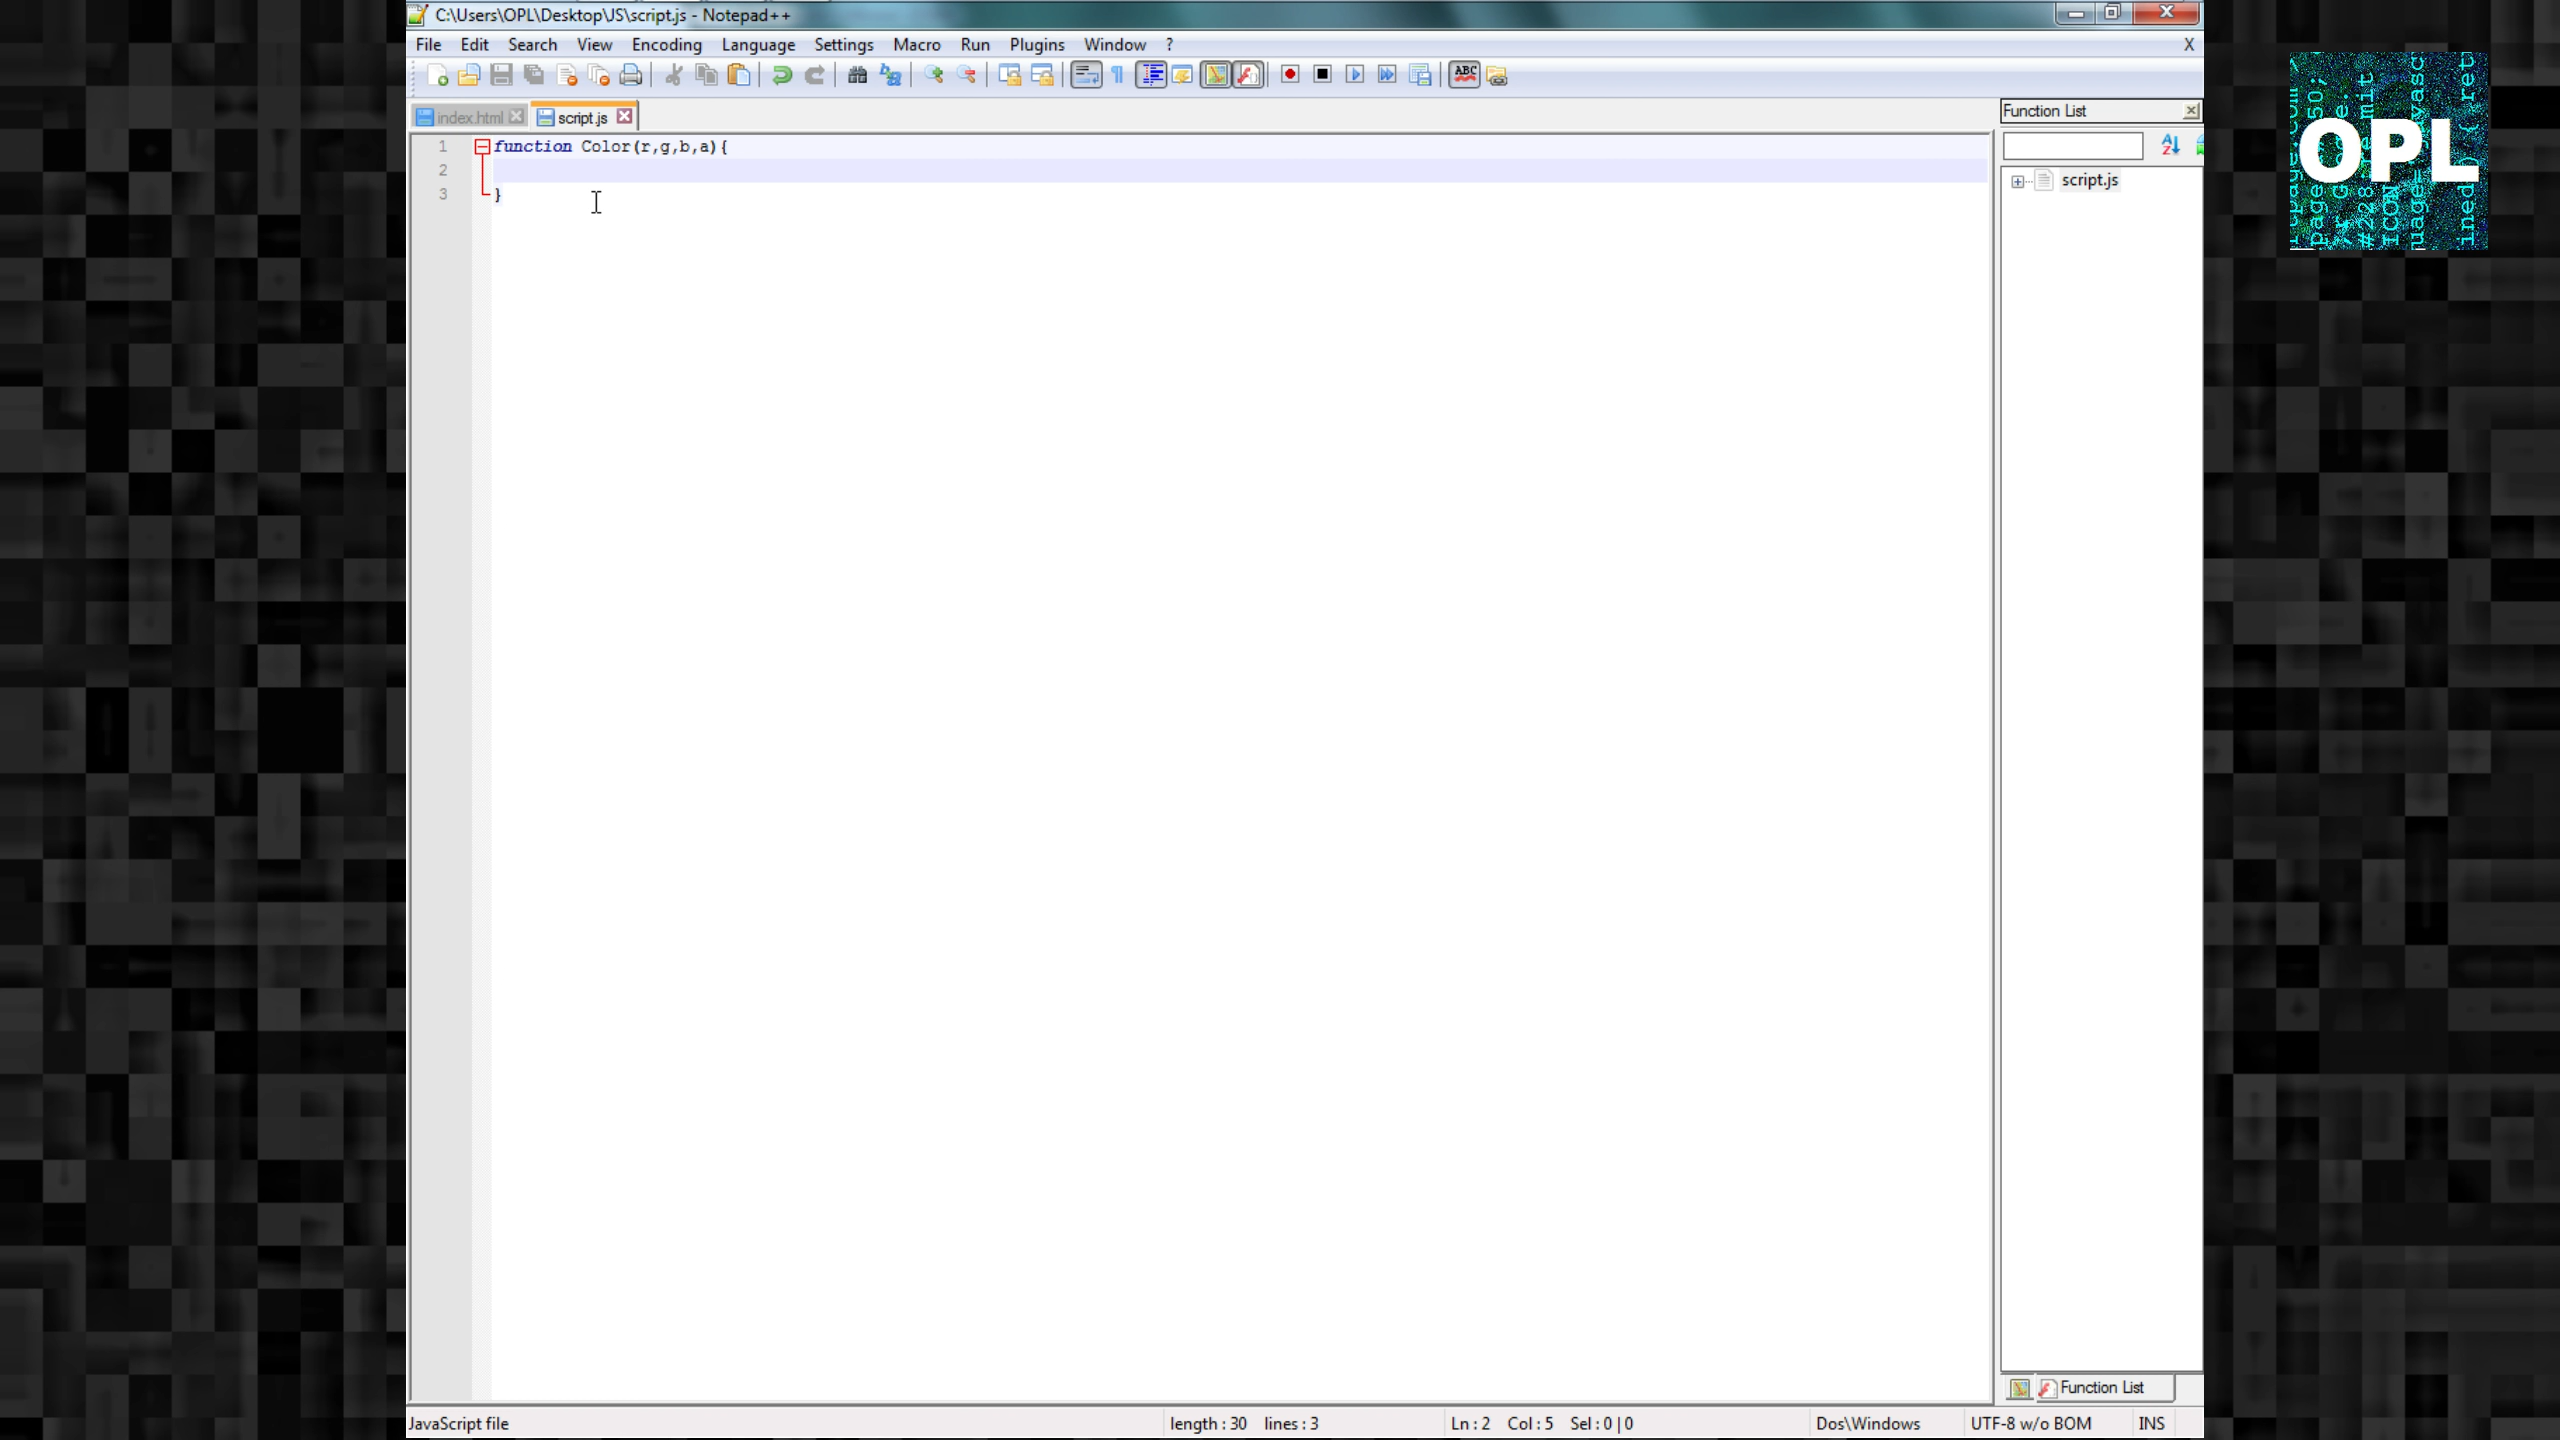 C:\Users\OPL\Desktop\JS\script.js - Notepad++
File Edit Search View Encoding Language Settings Macro Run Plugins Window ? X
index.html script.js
Function List
1 function Color(r,g,b,a){
2
3 }
script.js
OPL
Function List
JavaScript file length : 30 lines : 3 Ln : 2 Col : 5 Sel : 0 | 0 Dos\Windows UTF-8 w/o BOM INS